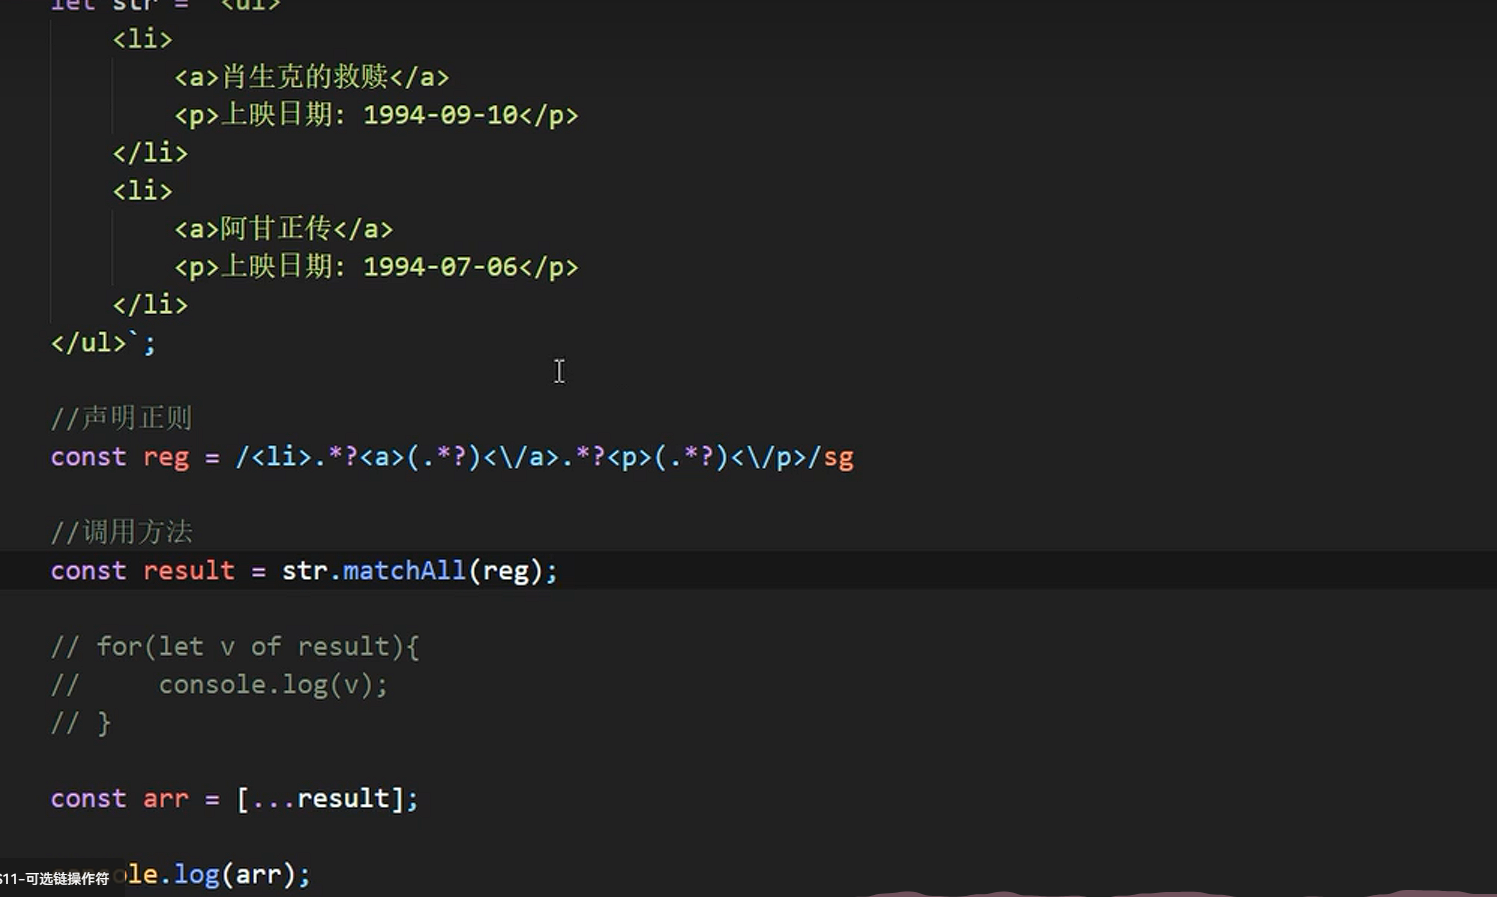 let str = `<ul>
<li>
<a>肖生克的救赎</a>
<p>上映日期: 1994-09-10</p>
</li>
<li>
<a>阿甘正传</a>
<p>上映日期: 1994-07-06</p>
</li>
</ul>`;
//声明正则
const reg = /<li>.*?<a>(.*?)<\/a>.*?<p>(.*?)<\/p>/sg
//调用方法
const result = str.matchAll(reg);
// for(let v of result){
//     console.log(v);
// }
const arr = [...result];
console.log(arr);
S11-可选链操作符